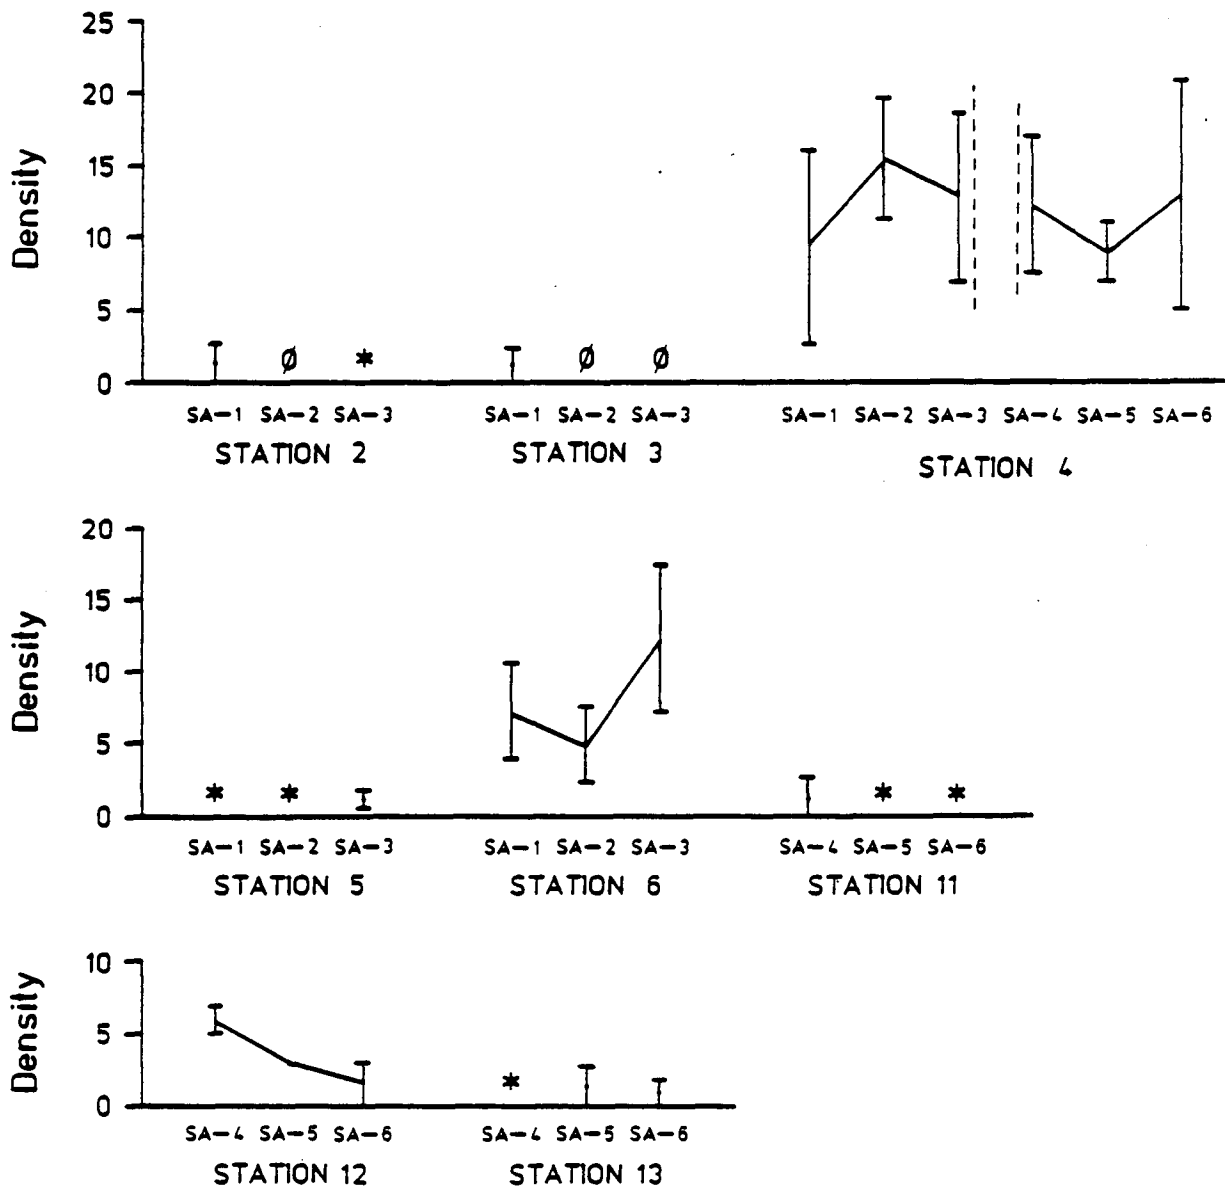 25
20
15
10
5
0
Density
Ø * Ø Ø
SA-1 SA-2 SA-3 SA-1 SA-2 SA-3 SA-1 SA-2 SA-3 SA-4 SA-5 SA-6
STATION 2 STATION 3 STATION 4
20
15
10
5
0
Density
* * * *
SA-1 SA-2 SA-3 SA-1 SA-2 SA-3 SA-4 SA-5 SA-6
STATION 5 STATION 6 STATION 11
10
5
0
Density
*
SA-4 SA-5 SA-6 SA-4 SA-5 SA-6
STATION 12 STATION 13